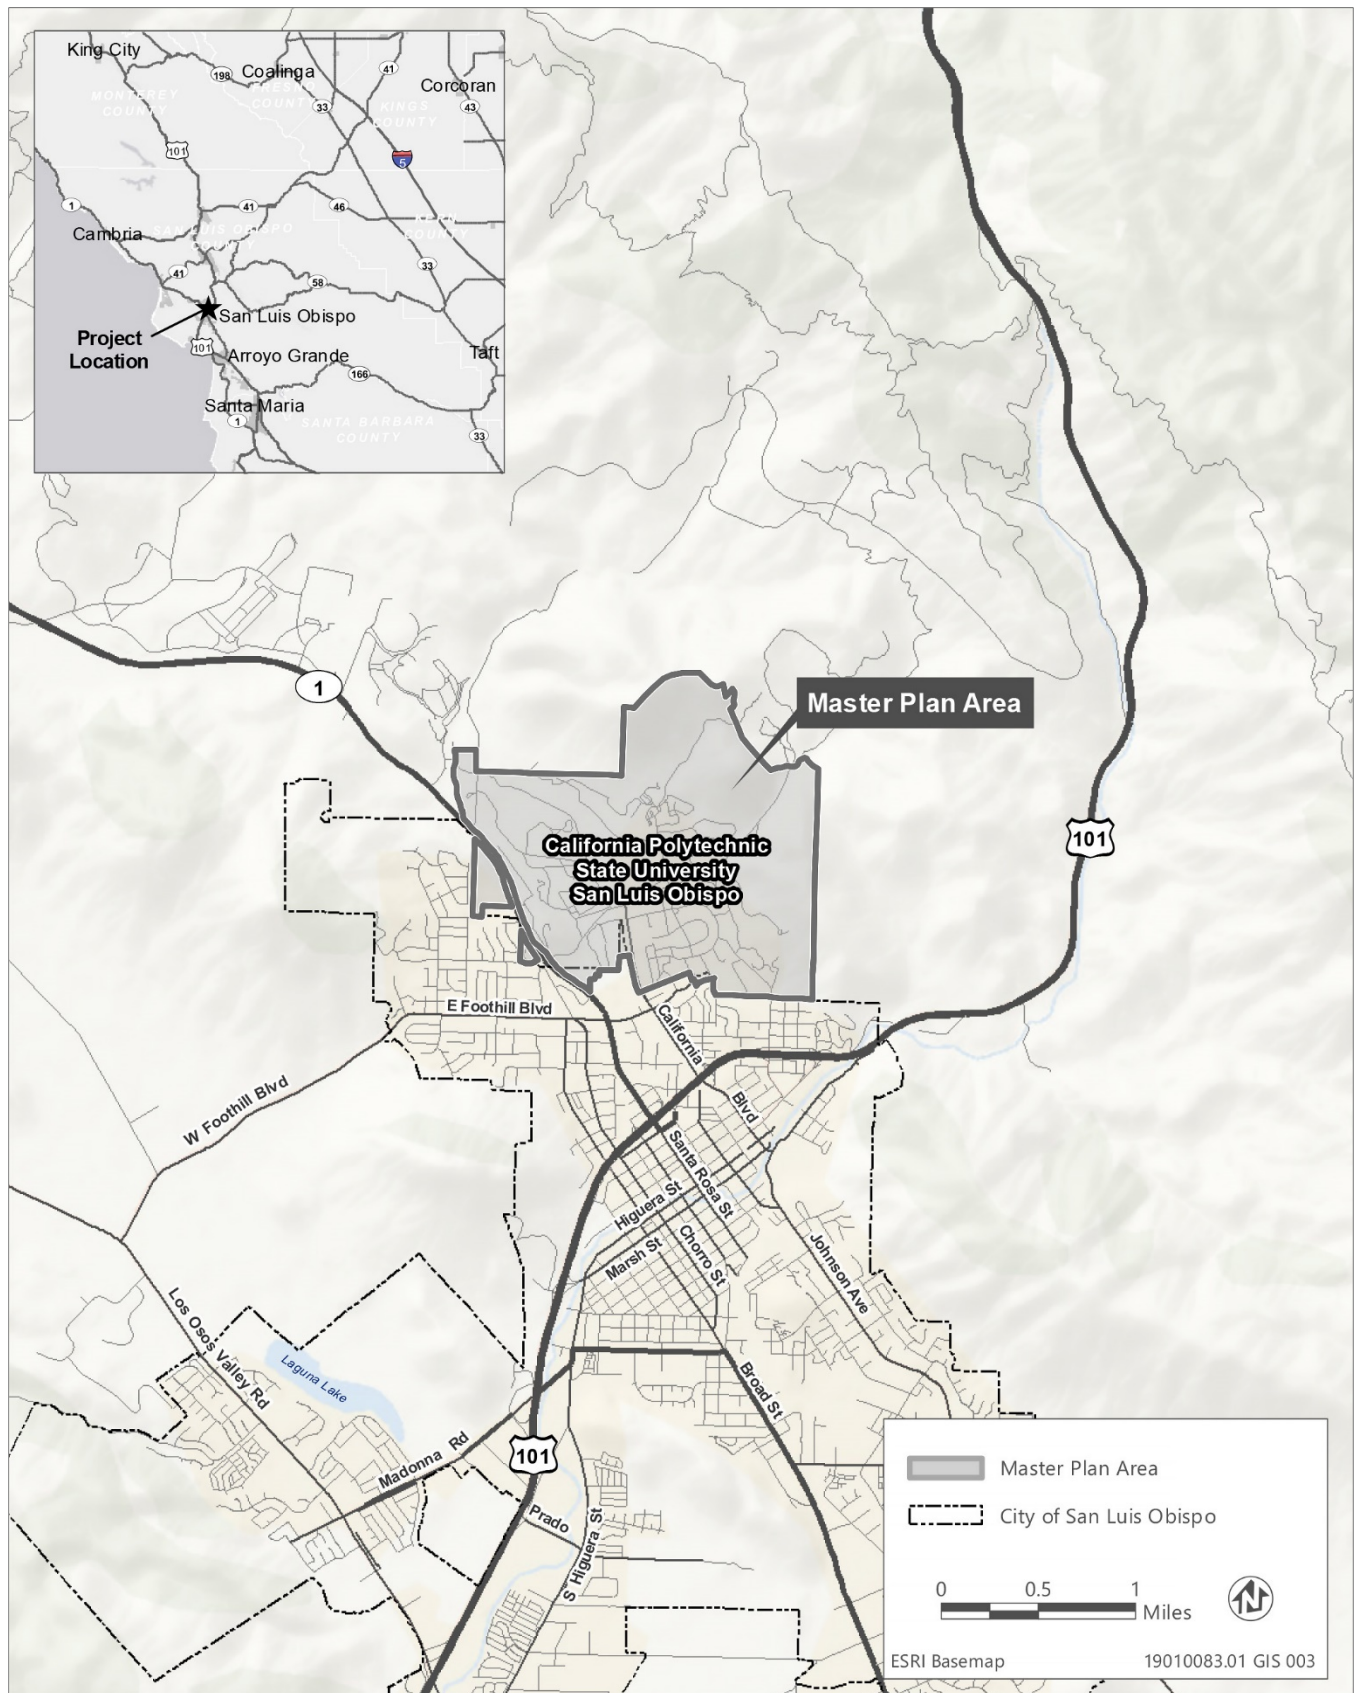 King City
198
Coalinga
41
Corcoran
MONTEREY
COUNTY
FRESNO
COUNTY
33
KINGS
COUNTY
43
101
5
1
41
46
KERN
COUNTY
Cambria
SAN LUIS OBISPO
COUNTY
41
33
58
San Luis Obispo
Project
Location
101
Arroyo Grande
Taft
166
Santa Maria
1
SANTA BARBARA
COUNTY
33
1
Master Plan Area
101
California Polytechnic
State University
San Luis Obispo
E Foothill Blvd
California
Blvd
W Foothill Blvd
Santa Rosa St
Higuera St
Marsh St
Chorro St
Johnson Ave
Los Osos Valley Rd
Laguna Lake
Broad St
Madonna Rd
101
Prado
S Higuera St
Master Plan Area
City of San Luis Obispo
0 0.5 1
Miles
N
ESRI Basemap 19010083.01 GIS 003